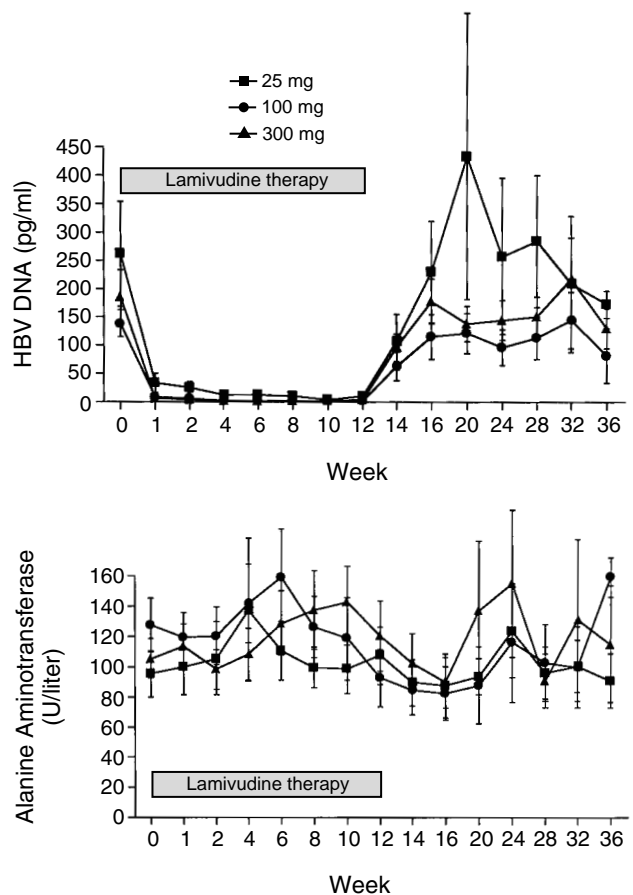 25 mg
100 mg
300 mg
450
400
350
300
250
200
150
100
50
0
HBV DNA (pg/ml)
Lamivudine therapy
0 1 2 4 6 8 10 12 14 16 20 24 28 32 36
Week
160
140
120
100
80
60
40
20
0
Alanine Aminotransferase
(U/liter)
Lamivudine therapy
0 1 2 4 6 8 10 12 14 16 20 24 28 32 36
Week